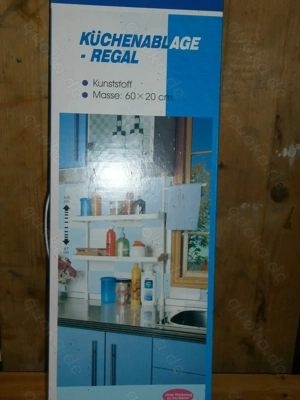 KÜCHENABLAGE
- REGAL
● Kunststoff
● Masse: 60×20 cm